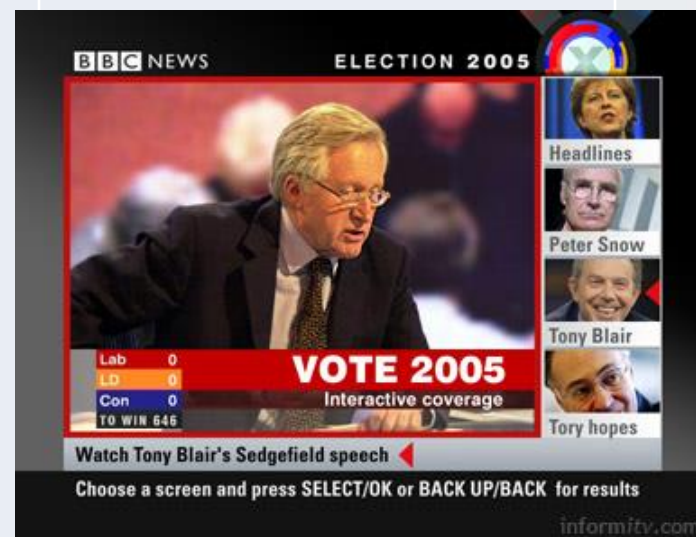 BBC NEWS
ELECTION 2005
Headlines
Peter Snow
Tony Blair
Tory hopes
Lab 0
LD 0
Con 0
TO WIN 646
VOTE 2005
Interactive coverage
Watch Tony Blair's Sedgefield speech
Choose a screen and press SELECT/OK or BACK UP/BACK for results
informitv.com